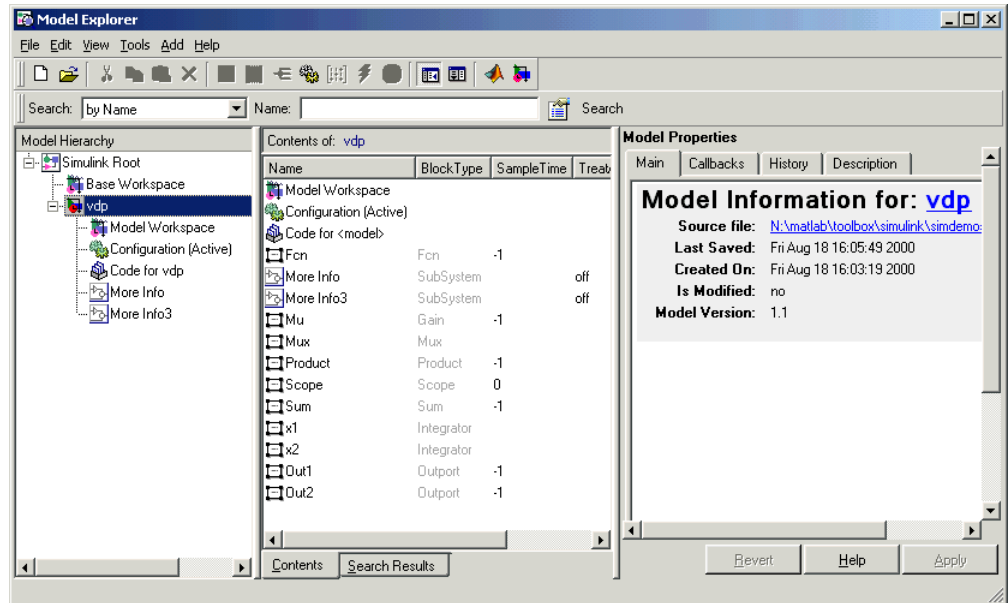 Model Explorer
File Edit View Tools Add Help
Search: by Name Name: Search
Model Hierarchy
Simulink Root
Base Workspace
vdp
Model Workspace
Configuration (Active)
Code for vdp
More Info
More Info3
Contents of: vdp
Name BlockType SampleTime
Model Workspace
Configuration (Active)
Code for <model>
Fcn Fcn -1
More Info SubSystem off
More Info3 SubSystem off
Mu Gain -1
Mux Mux
Product Product -1
Scope Scope 0
Sum Sum -1
x1 Integrator
x2 Integrator
Out1 Outport -1
Out2 Outport -1
Contents Search Results
Model Properties
Main Callbacks History Description
Model Information for: vdp
Source file: N:\matlab\toolbox\simulink\simdemo
Last Saved: Fri Aug 18 16:05:49 2000
Created On: Fri Aug 18 16:03:19 2000
Is Modified: no
Model Version: 1.1
Revert Help Apply